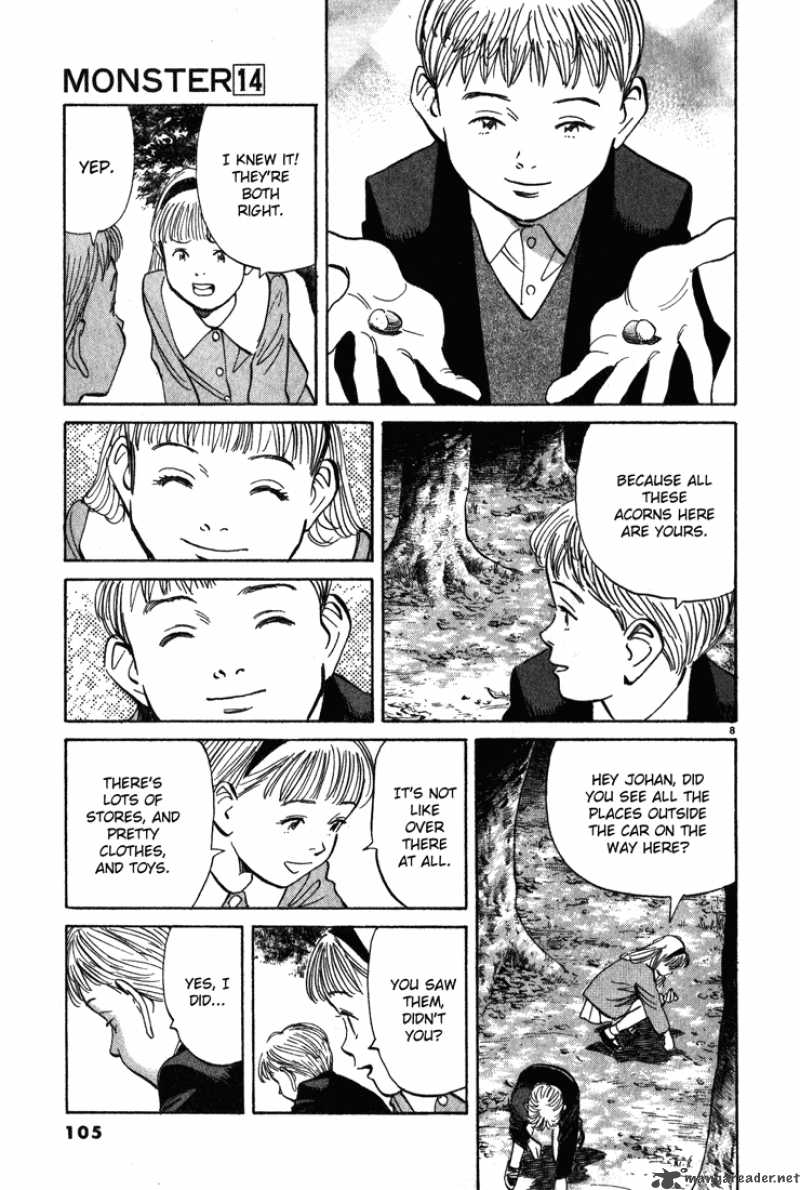 MONSTER 14
I KNEW IT!
THEY'RE
BOTH
RIGHT.
YEP.
BECAUSE ALL
THESE
ACORNS HERE
ARE YOURS.
8
HEY JOHAN, DID
YOU SEE ALL THE
PLACES OUTSIDE
THE CAR ON THE
WAY HERE?
IT'S NOT
LIKE
OVER
THERE
AT ALL.
THERE'S
LOTS OF
STORES, AND
PRETTY
CLOTHES,
AND TOYS.
YOU SAW
THEM,
DIDN'T
YOU?
YES, I
DID...
105
mangareader.net